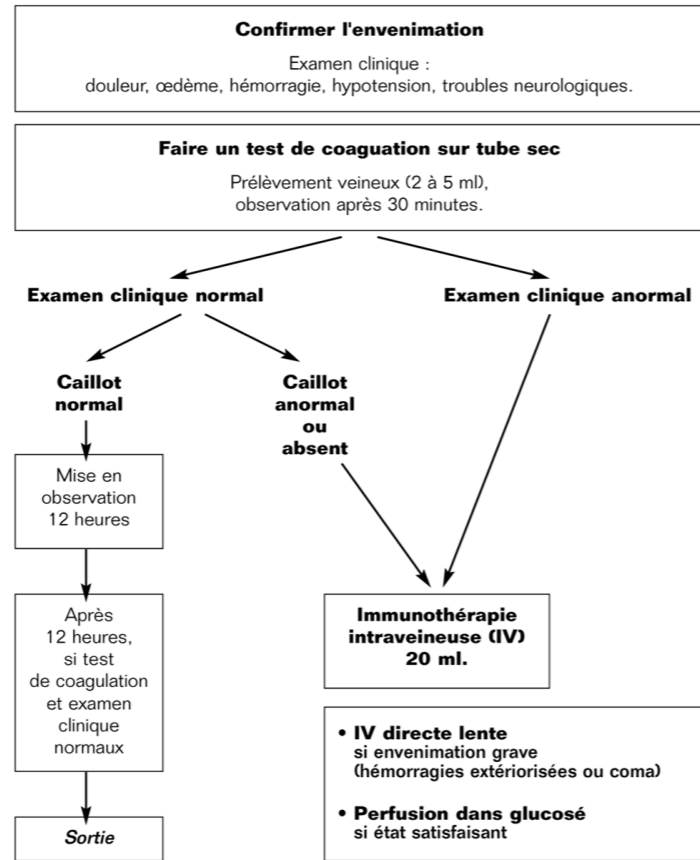 Confirmer l'envenimation
Examen clinique :
douleur, œdème, hémorragie, hypotension, troubles neurologiques.
Faire un test de coaguation sur tube sec
Prélèvement veineux (2 à 5 ml),
observation après 30 minutes.
Examen clinique normal
Examen clinique anormal
Caillot
normal
Caillot
anormal
ou
absent
Mise en
observation
12 heures
Après
12 heures,
si test
de coagulation
et examen
clinique
normaux
Sortie
Immunothérapie
intraveineuse (IV)
20 ml.
• IV directe lente
si envenimation grave
(hémorragies extériorisées ou coma)
• Perfusion dans glucosé
si état satisfaisant